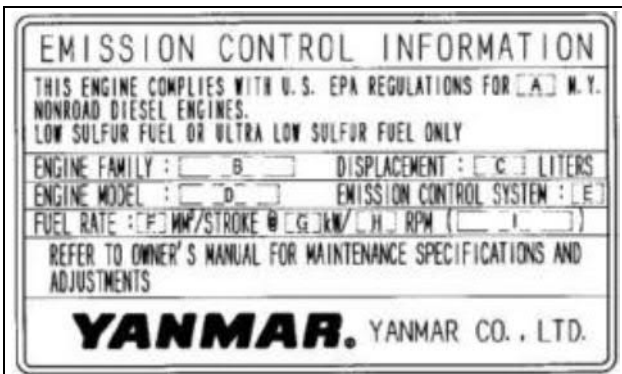 EMISSION CONTROL INFORMATION
THIS ENGINE COMPLIES WITH U.S. EPA REGULATIONS FOR [A] M.Y.
NONROAD DIESEL ENGINES.
LOW SULFUR FUEL OR ULTRA LOW SULFUR FUEL ONLY
ENGINE FAMILY : [B] DISPLACEMENT : [C] LITERS
ENGINE MODEL : [D] EMISSION CONTROL SYSTEM : [E]
FUEL RATE : [F] MM³/STROKE @ [G] kW/ [H] RPM ([I])
REFER TO OWNER'S MANUAL FOR MAINTENANCE SPECIFICATIONS AND
ADJUSTMENTS
YANMAR. YANMAR CO., LTD.